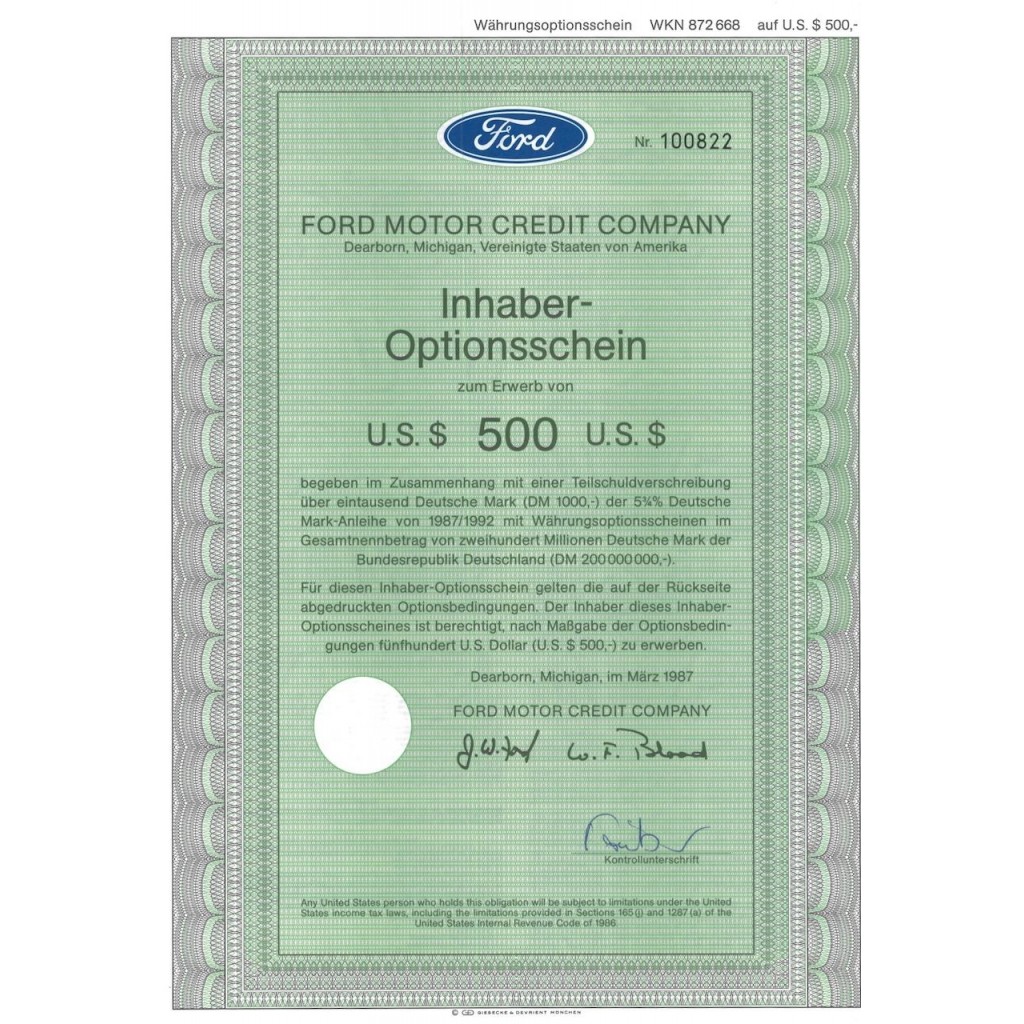 Währungsoptionsschein WKN 872 668 auf U.S. $ 500,-
Ford
Nr. 100822
FORD MOTOR CREDIT COMPANY
Dearborn, Michigan, Vereinigte Staaten von Amerika
Inhaber-
Optionsschein
zum Erwerb von
U.S. $ 500 U.S. $
begeben im Zusammenhang mit einer Teilschuldverschreibung
über eintausend Deutsche Mark (DM 1000,-) der 5¾% Deutsche
Mark-Anleihe von 1987/1992 mit Währungsoptionsscheinen im
Gesamtnennbetrag von zweihundert Millionen Deutsche Mark der
Bundesrepublik Deutschland (DM 200 000 000,-).
Für diesen Inhaber-Optionsschein gelten die auf der Rückseite
abgedruckten Optionsbedingungen. Der Inhaber dieses Inhaber-
Optionsscheines ist berechtigt, nach Maßgabe der Optionsbedin-
gungen fünfhundert U.S. Dollar (U.S. $ 500,-) zu erwerben.
Dearborn, Michigan, im März 1987
FORD MOTOR CREDIT COMPANY
J. W. Ford W. F. Blood
Kontrollunterschrift
Any United States person who holds this obligation will be subject to limitations under the United
States income tax laws, including the limitations provided in Sections 165 (j) and 1287 (a) of the
United States Internal Revenue Code of 1986.
© GD GIESECKE & DEVRIENT MÜNCHEN